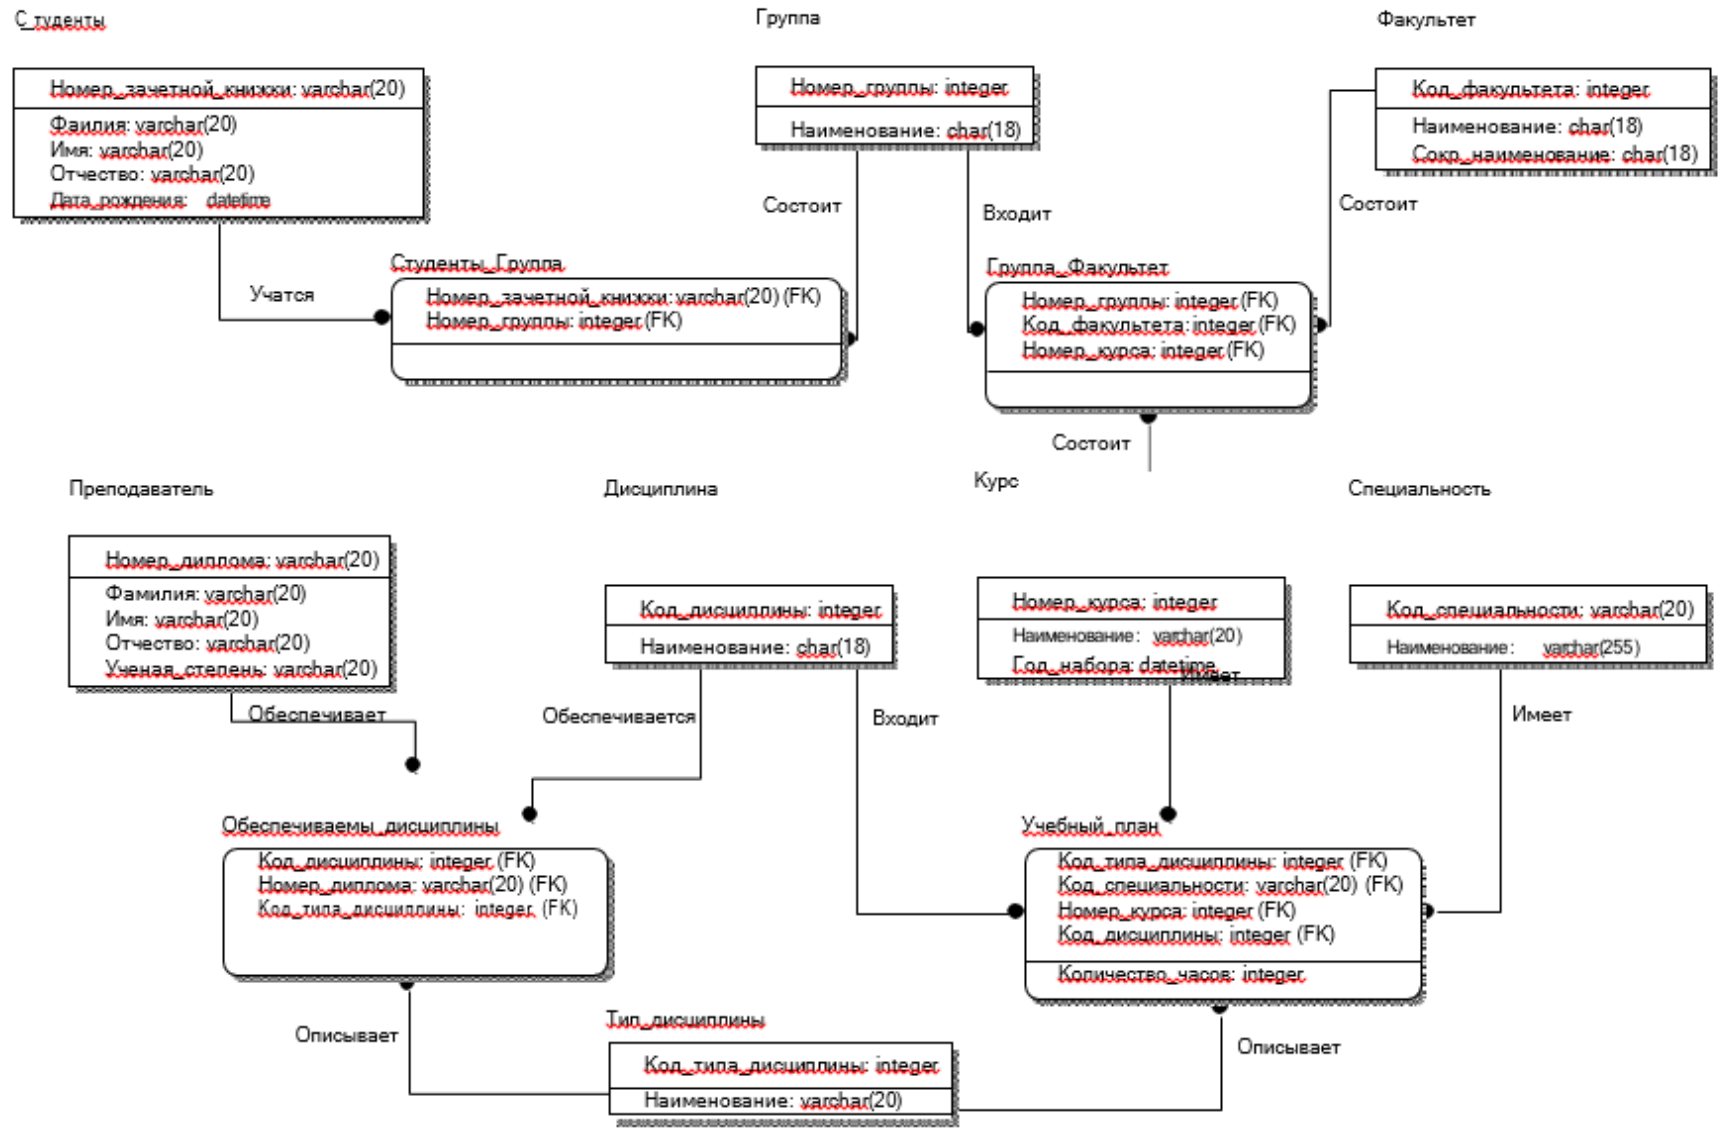 С_туденты
Группа
Факультет
Номер_зачетной_книжки: varchar(20)
Фаилия: varchar(20)
Имя: varchar(20)
Отчество: varchar(20)
Дата_рождения: datetime
Номер_группы: integer
Наименование: char(18)
Код_факультета: integer
Наименование: char(18)
Сокр_наименование: char(18)
Состоит
Входит
Состоит
Учатся
Студенты_Группа
Номер_зачетной_книжки: varchar(20) (FK)
Номер_группы: integer (FK)
Группа_Факультет
Номер_группы: integer (FK)
Код_факультета: integer (FK)
Номер_курса: integer (FK)
Состоит
Преподаватель
Дисциплина
Курс
Специальность
Номер_диплома: varchar(20)
Фамилия: varchar(20)
Имя: varchar(20)
Отчество: varchar(20)
Ученая_степень: varchar(20)
Код_дисциплины: integer
Наименование: char(18)
Номер_курса: integer
Наименование: varchar(20)
Год_набора: datetime
Имеет
Код_специальности: varchar(20)
Наименование: varchar(255)
Обеспечивает
Обеспечивается
Входит
Имеет
Обеспечиваемы_дисциплины
Код_дисциплины: integer (FK)
Номер_диплома: varchar(20) (FK)
Код_типа_дисциплины: integer (FK)
Учебный_план
Код_типа_дисциплины: integer (FK)
Код_специальности: varchar(20) (FK)
Номер_курса: integer (FK)
Код_дисциплины: integer (FK)
Количество_часов: integer
Описывает
Тип_дисциплины
Код_типа_дисциплины: integer
Наименование: varchar(20)
Описывает